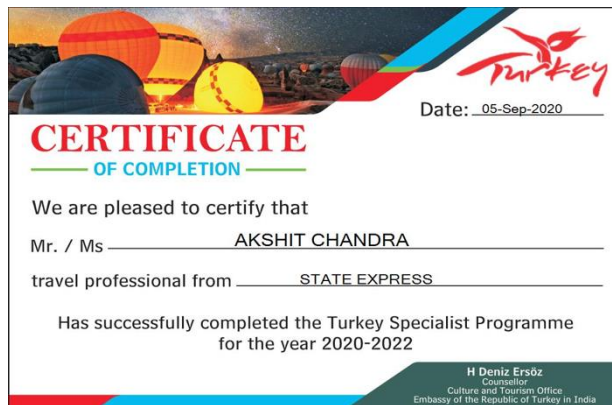 Turkey
Date: 05-Sep-2020
CERTIFICATE
OF COMPLETION
We are pleased to certify that
Mr. / Ms AKSHIT CHANDRA
travel professional from STATE EXPRESS
Has successfully completed the Turkey Specialist Programme
for the year 2020-2022
H Deniz Ersöz
Counsellor
Culture and Tourism Office
Embassy of the Republic of Turkey in India